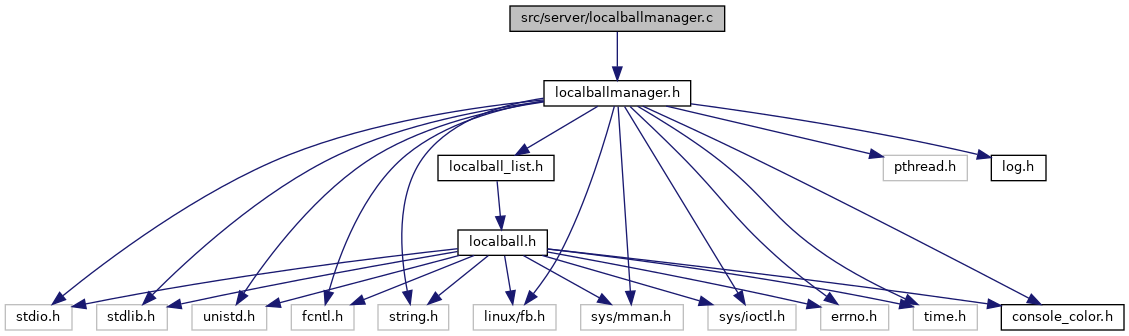 src/server/localballmanager.c
localballmanager.h
localball_list.h
pthread.h
log.h
localball.h
stdio.h
stdlib.h
unistd.h
fcntl.h
string.h
linux/fb.h
sys/mman.h
sys/ioctl.h
errno.h
time.h
console_color.h